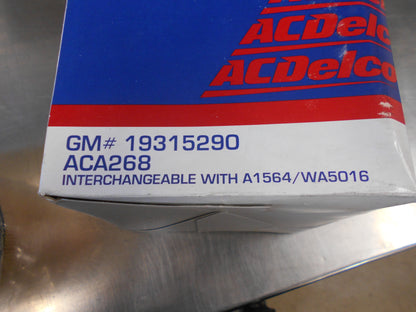 ACDelco
ACDelco
GM# 19315290
ACA268
INTERCHANGEABLE WITH A1564/WA5016